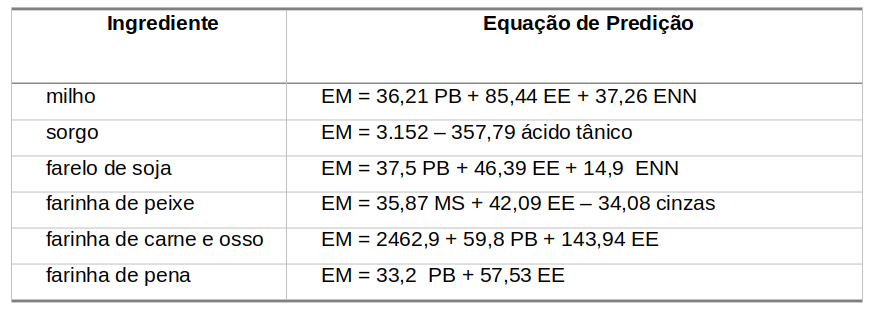 Ingrediente Equação de Predição
milho EM = 36,21 PB + 85,44 EE + 37,26 ENN
sorgo EM = 3.152 – 357,79 ácido tânico
farelo de soja EM = 37,5 PB + 46,39 EE + 14,9 ENN
farinha de peixe EM = 35,87 MS + 42,09 EE – 34,08 cinzas
farinha de carne e osso EM = 2462,9 + 59,8 PB + 143,94 EE
farinha de pena EM = 33,2 PB + 57,53 EE